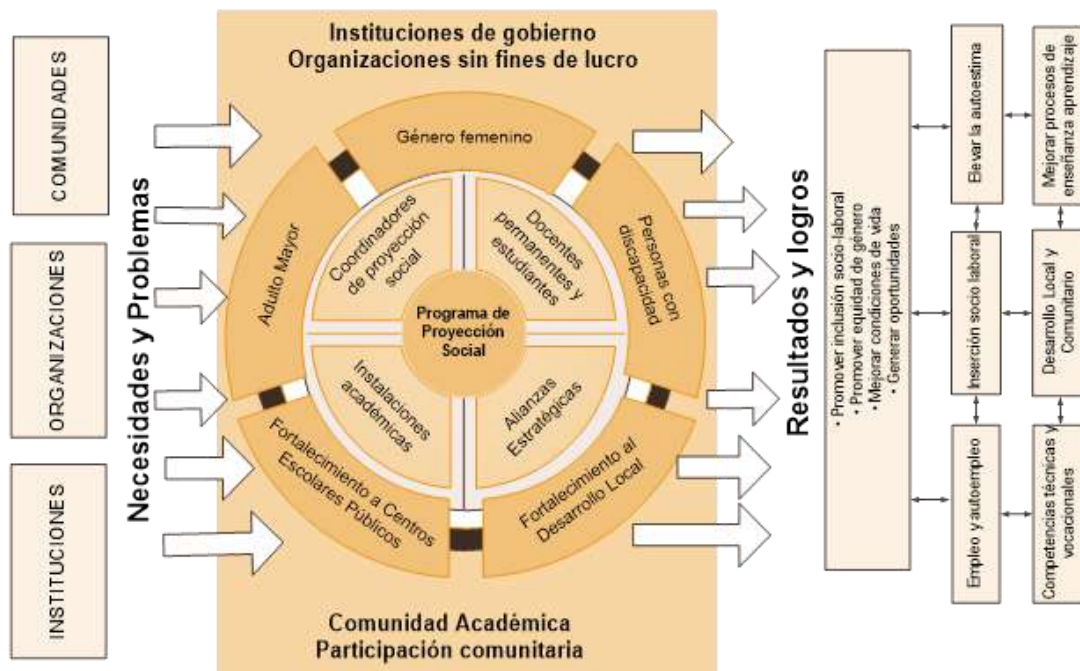 COMUNIDADES
ORGANIZACIONES
INSTITUCIONES
Necesidades y Problemas
Instituciones de gobierno
Organizaciones sin fines de lucro
Género femenino
Adulto Mayor
Personas con
discapacidad
Coordinadores
de proyección
social
Docentes
permanentes y
estudiantes
Programa de
Proyección
Social
Instalaciones
académicas
Alianzas
Estratégicas
Fortalecimiento a Centros
Escolares Públicos
Fortalecimiento al
Desarrollo Local
Comunidad Académica
Participación comunitaria
Resultados y logros
• Promover inclusión socio-laboral
• Promover equidad de género
• Mejorar condiciones de vida
• Generar oportunidades
Elevar la autoestima
Mejorar procesos de
enseñanza aprendizaje
Inserción socio laboral
Desarrollo Local y
Comunitario
Empleo y autoempleo
Competencias técnicas y
vocacionales